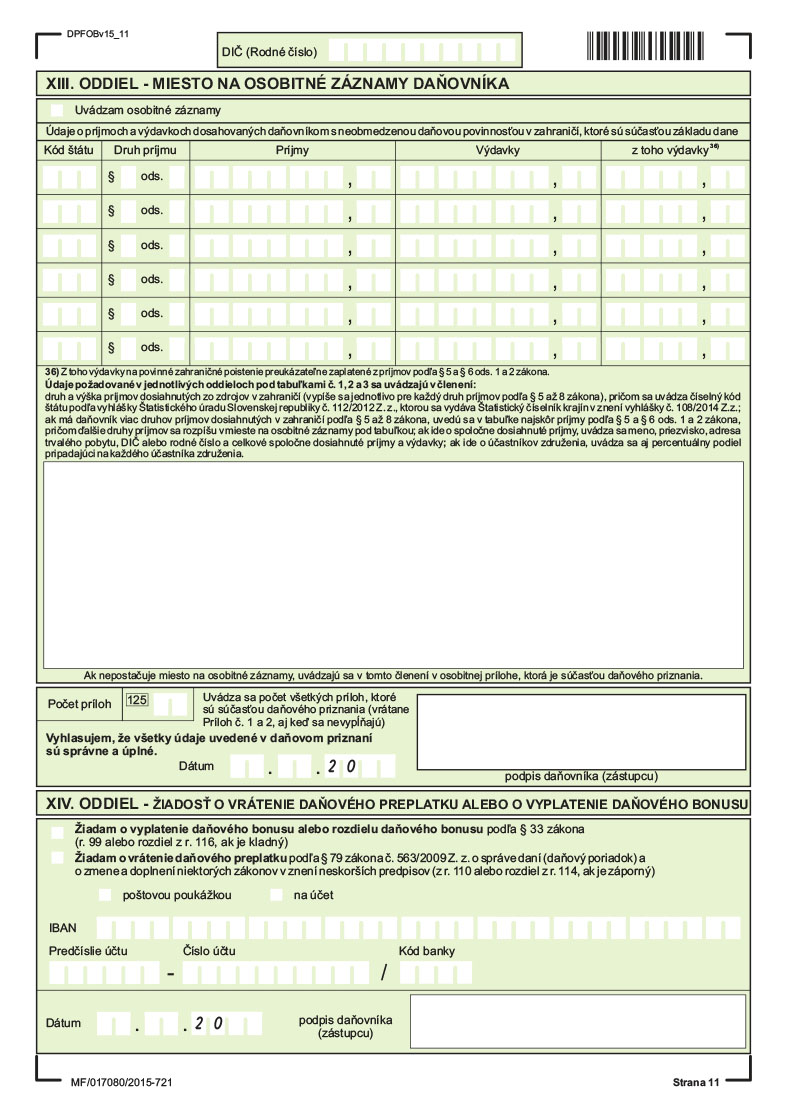 DPFOBv15_11
DIČ (Rodné číslo)
XIII. ODDIEL - MIESTO NA OSOBITNÉ ZÁZNAMY DAŇOVNÍKA
Uvádzam osobitné záznamy
Údaje o príjmoch a výdavkoch dosahovaných daňovníkom s neobmedzenou daňovou povinnosťou v zahraničí, ktoré sú súčasťou základu dane
Kód štátu Druh príjmu Príjmy Výdavky z toho výdavky 36)
§ ods. , , ,
§ ods. , , ,
§ ods. , , ,
§ ods. , , ,
§ ods. , , ,
§ ods. , , ,
36) Z toho výdavky na povinné zahraničné poistenie preukázateľne zaplatené z príjmov podľa § 5 a § 6 ods. 1 a 2 zákona.
Údaje požadované v jednotlivých oddieloch pod tabuľkami č. 1, 2 a 3 sa uvádzajú v členení:
druh a výška príjmov dosiahnutých zo zdrojov v zahraničí (vypíše sa jednotlivo pre každý druh príjmov podľa § 5 až 8 zákona), pričom sa uvádza číselný kód
štátu podľa vyhlášky Štatistického úradu Slovenskej republiky č. 112/2012 Z.z., ktorou sa vydáva Štatistický číselník krajín v znení vyhlášky č. 108/2014 Z.z.;
ak má daňovník viac druhov príjmov dosiahnutých v zahraničí podľa § 5 až 8 zákona, uvedú sa v tabuľke najskôr príjmy podľa § 5 a § 6 ods. 1 a 2 zákona,
pričom ďalšie druhy príjmov sa rozpíšu v mieste na osobitné záznamy pod tabuľkou; ak ide o spoločne dosiahnuté príjmy, uvádza sa meno, priezvisko, adresa
trvalého pobytu, DIČ alebo rodné číslo a celkové spoločne dosiahnuté príjmy a výdavky; ak ide o účastníkov združenia, uvádza sa aj percentuálny podiel
pripadajúci na každého účastníka združenia.
Ak nepostačuje miesto na osobitné záznamy, uvádzajú sa v tomto členení v osobitnej prílohe, ktorá je súčasťou daňového priznania.
Počet príloh 125 Uvádza sa počet všetkých príloh, ktoré
sú súčasťou daňového priznania (vrátane
Príloh č. 1 a 2, aj keď sa nevypĺňajú)
Vyhlasujem, že všetky údaje uvedené v daňovom priznaní
sú správne a úplné.
Dátum . . 20
podpis daňovníka (zástupcu)
XIV. ODDIEL - ŽIADOSŤ O VRÁTENIE DAŇOVÉHO PREPLATKU ALEBO O VYPLATENIE DAŇOVÉHO BONUSU
Žiadam o vyplatenie daňového bonusu alebo rozdielu daňového bonusu podľa § 33 zákona
(r. 99 alebo rozdiel z r. 116, ak je kladný)
Žiadam o vrátenie daňového preplatku podľa § 79 zákona č. 563/2009 Z. z. o správe daní (daňový poriadok) a
o zmene a doplnení niektorých zákonov v znení neskorších predpisov (z r. 110 alebo rozdiel z r. 114, ak je záporný)
poštovou poukážkou na účet
IBAN
Predčíslie účtu Číslo účtu Kód banky
- /
Dátum . . 20 podpis daňovníka
(zástupcu)
MF/017080/2015-721 Strana 11